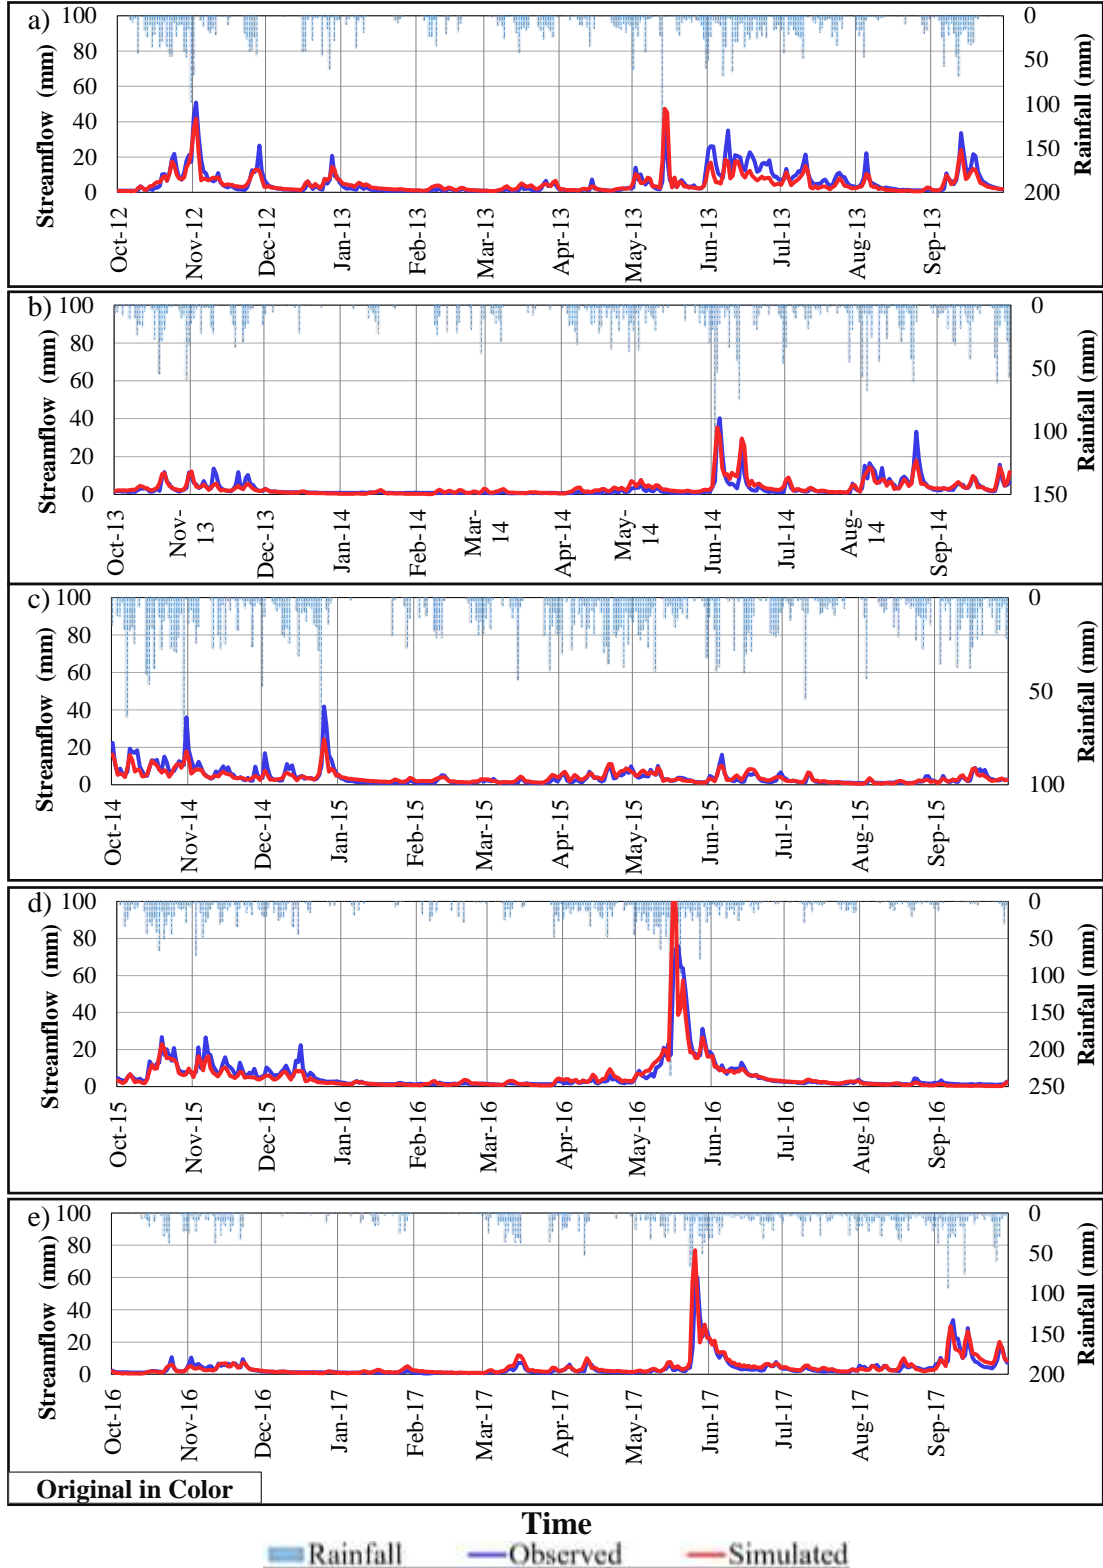 a)
100
80
60
40
20
0
Streamflow (mm)
0
50
100
150
200
Rainfall (mm)
Oct-12
Nov-12
Dec-12
Jan-13
Feb-13
Mar-13
Apr-13
May-13
Jun-13
Jul-13
Aug-13
Sep-13
b)
100
80
60
40
20
0
Streamflow (mm)
0
50
100
150
Rainfall (mm)
Oct-13
Nov-
13
Dec-13
Jan-14
Feb-14
Mar-
14
Apr-14
May-
14
Jun-14
Jul-14
Aug-
14
Sep-14
c)
100
80
60
40
20
0
Streamflow (mm)
0
50
100
Rainfall (mm)
Oct-14
Nov-14
Dec-14
Jan-15
Feb-15
Mar-15
Apr-15
May-15
Jun-15
Jul-15
Aug-15
Sep-15
d)
100
80
60
40
20
0
Streamflow (mm)
0
50
100
150
200
250
Rainfall (mm)
Oct-15
Nov-15
Dec-15
Jan-16
Feb-16
Mar-16
Apr-16
May-16
Jun-16
Jul-16
Aug-16
Sep-16
e)
100
80
60
40
20
0
Streamflow (mm)
0
50
100
150
200
Rainfall (mm)
Oct-16
Nov-16
Dec-16
Jan-17
Feb-17
Mar-17
Apr-17
May-17
Jun-17
Jul-17
Aug-17
Sep-17
Original in Color
Time
Rainfall Observed Simulated